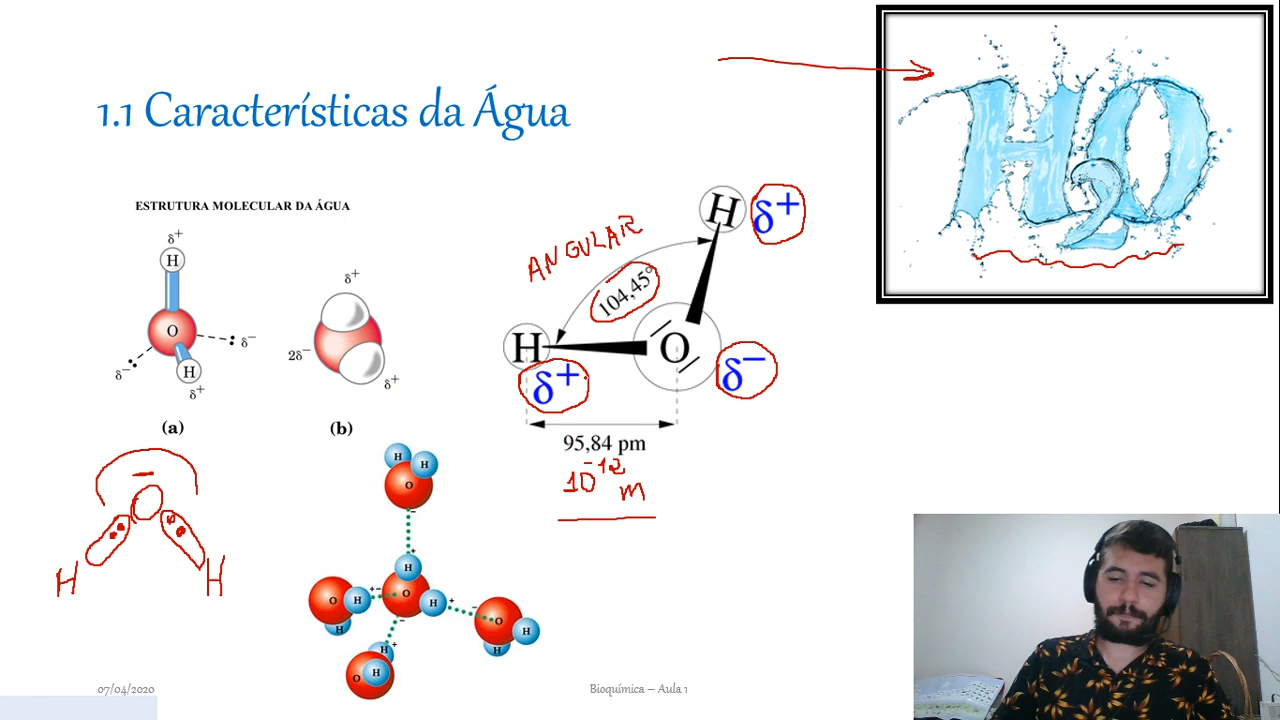 1.1 Características da Água
H2O
ESTRUTURA MOLECULAR DA ÁGUA
δ+
H
O
δ−
δ−
H
δ+
(a)
δ+
2δ−
δ+
(b)
ANGULAR
104,45°
H
δ+
H
δ+
O
δ−
95,84 pm
10-12 m
−
H
H
H
H
O
−
+
H
O
H
+
−
O
H
+−
H
−
O
H
H
−
+
H
O
H
07/04/2020
Bioquímica – Aula 1